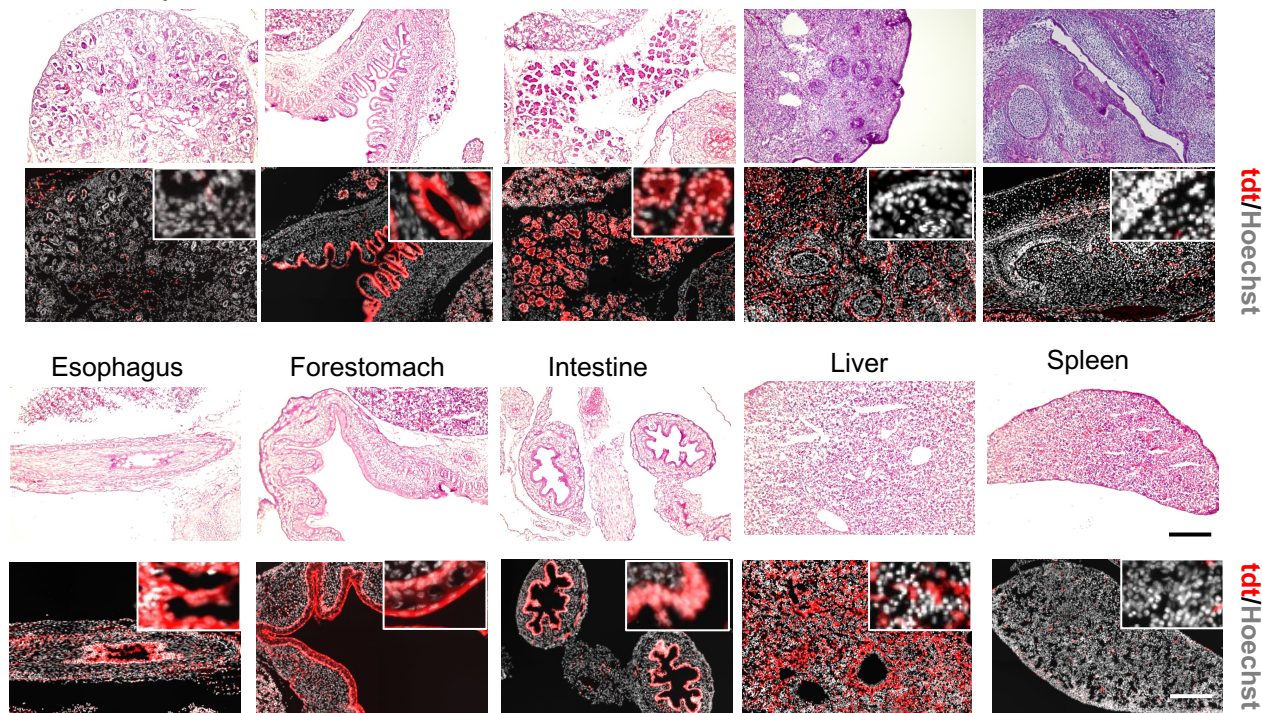 tdt/Hoechst
Esophagus
Forestomach
Intestine
Liver
Spleen
tdt/Hoechst